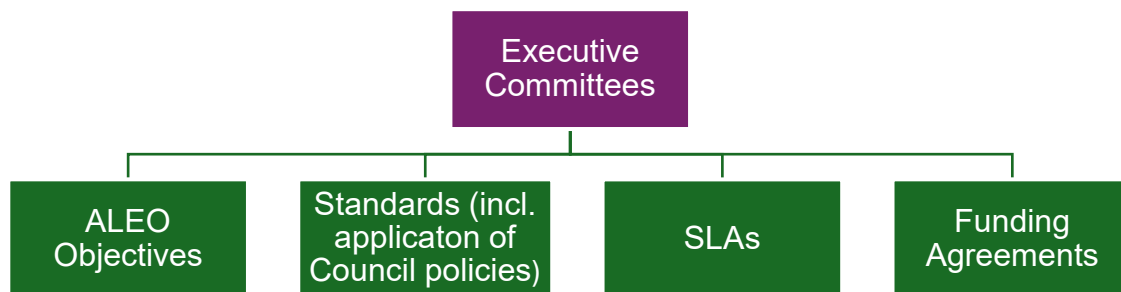 Executive
Committees
ALEO
Objectives
Standards (incl.
applicaton of
Council policies)
SLAs
Funding
Agreements